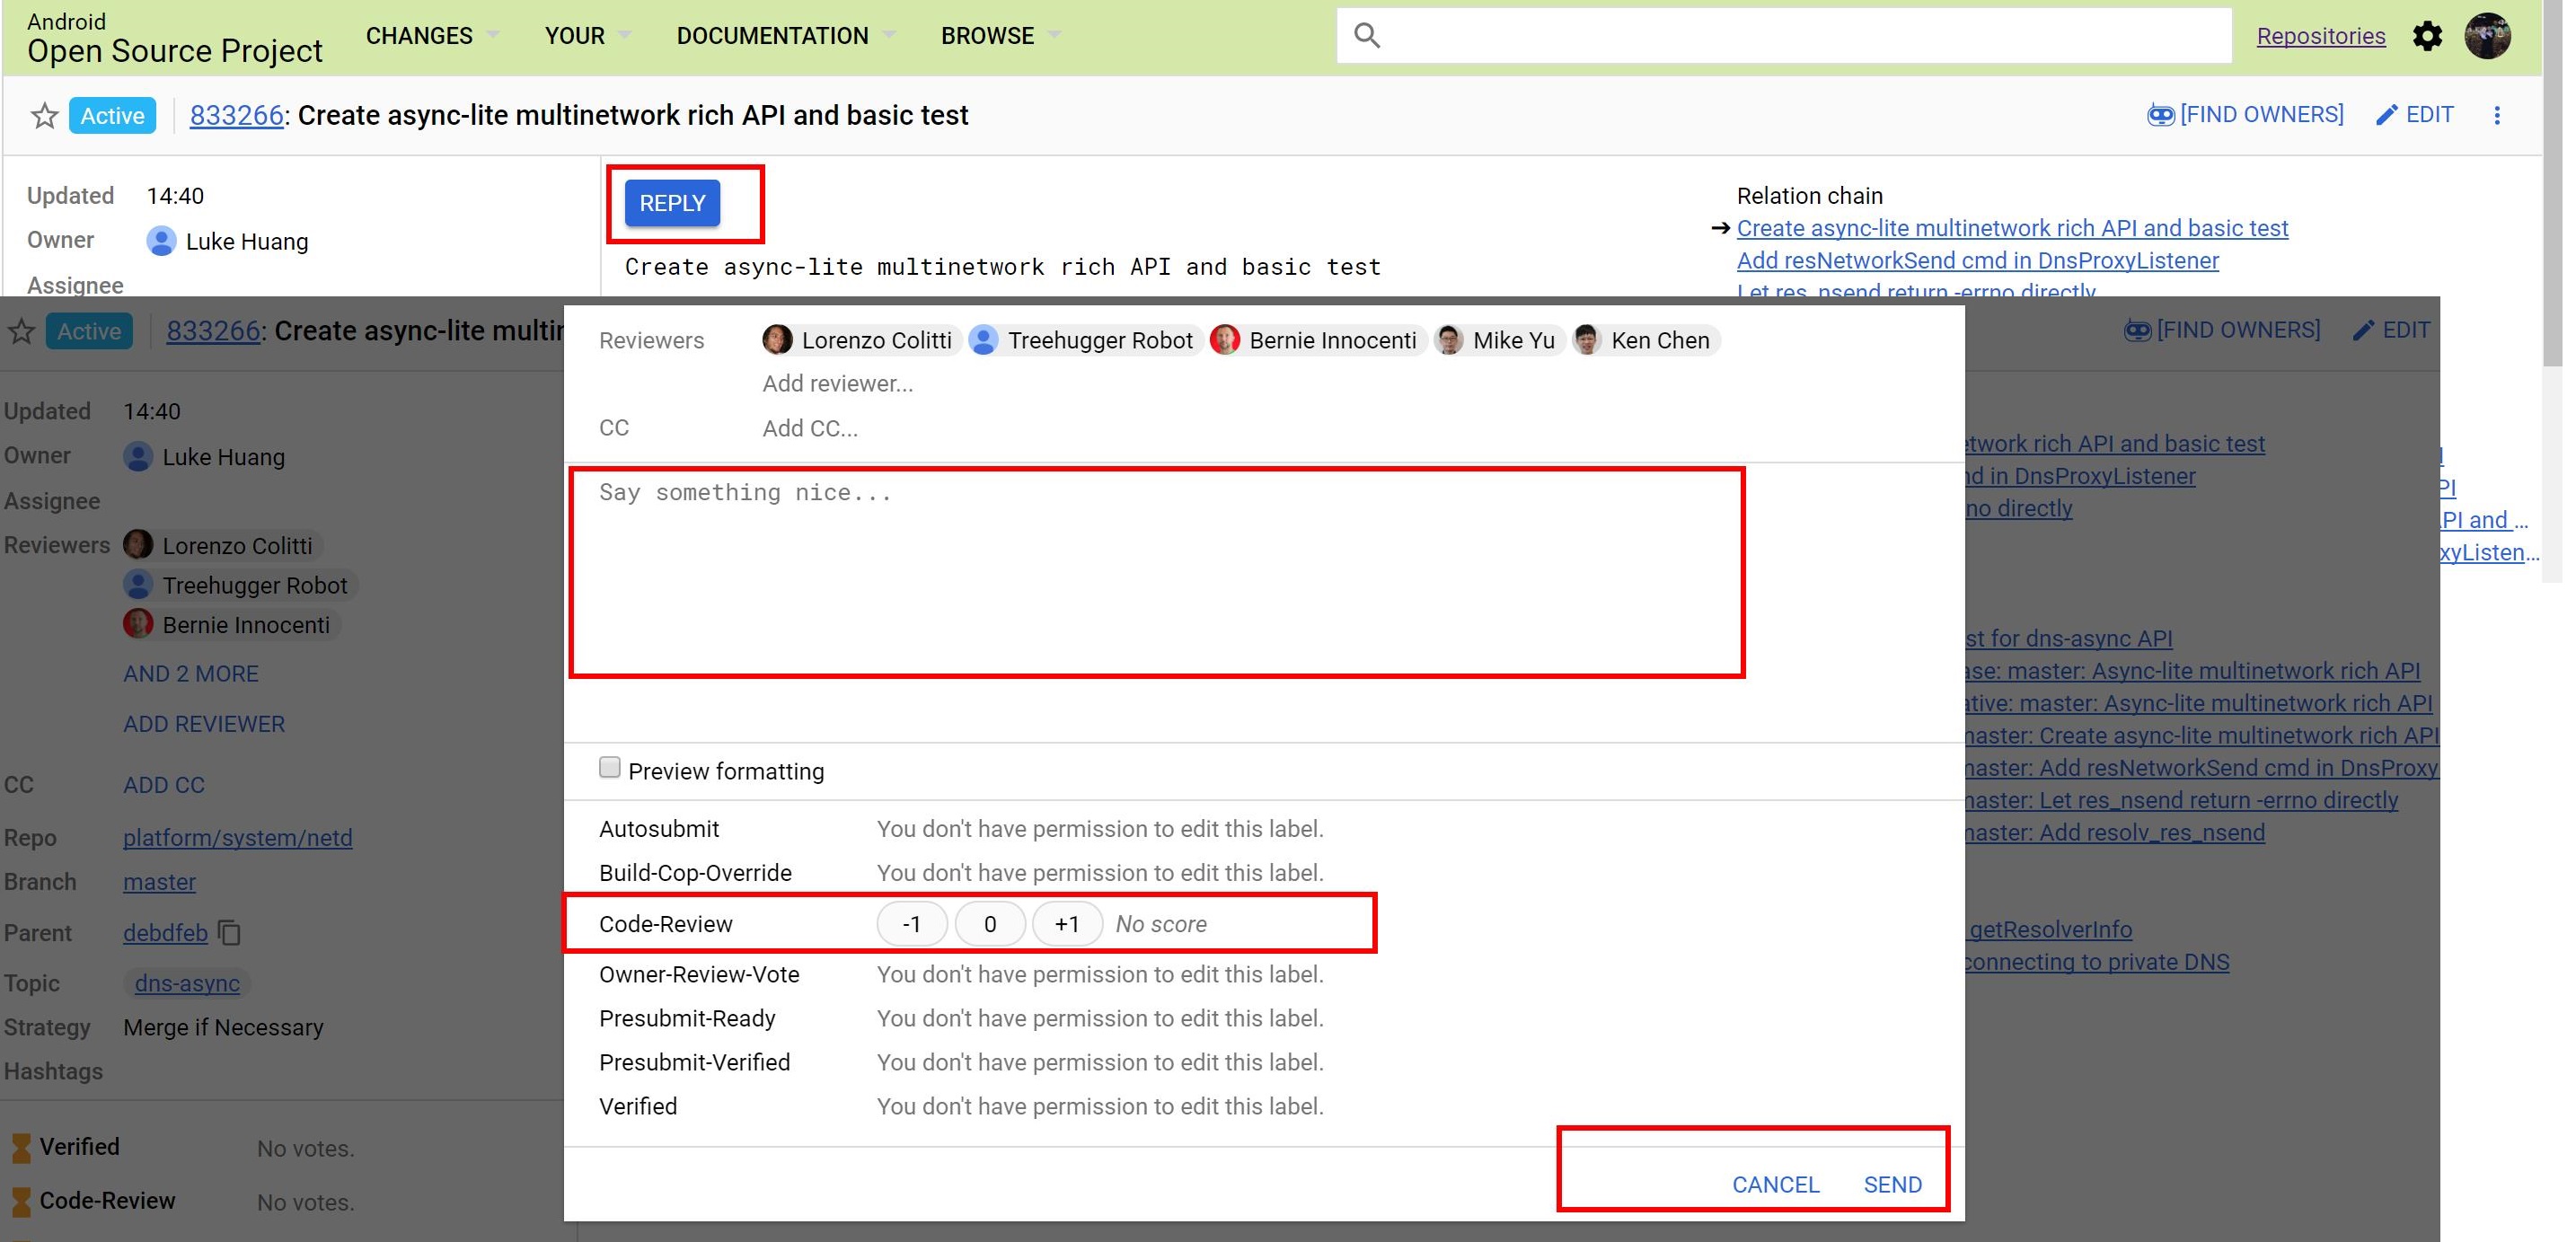 Android
Open Source Project
CHANGES YOUR DOCUMENTATION BROWSE
Repositories
Active 833266: Create async-lite multinetwork rich API and basic test
[FIND OWNERS] EDIT
Updated 14:40
Owner Luke Huang
Assignee
REPLY
Create async-lite multinetwork rich API and basic test
Relation chain
➔ Create async-lite multinetwork rich API and basic test
Add resNetworkSend cmd in DnsProxyListener
Let res_nsend return -errno directly
Active 833266: Create async-lite multin
[FIND OWNERS] EDIT
Updated 14:40
Owner Luke Huang
Assignee
Reviewers Lorenzo Colitti
Treehugger Robot
Bernie Innocenti
AND 2 MORE
ADD REVIEWER
CC ADD CC
Repo platform/system/netd
Branch master
Parent debdfeb
Topic dns-async
Strategy Merge if Necessary
Hashtags
Verified No votes.
Code-Review No votes.
Reviewers Lorenzo Colitti Treehugger Robot Bernie Innocenti Mike Yu Ken Chen
Add reviewer...
CC Add CC...
Say something nice...
Preview formatting
Autosubmit You don't have permission to edit this label.
Build-Cop-Override You don't have permission to edit this label.
Code-Review -1 0 +1 No score
Owner-Review-Vote You don't have permission to edit this label.
Presubmit-Ready You don't have permission to edit this label.
Presubmit-Verified You don't have permission to edit this label.
Verified You don't have permission to edit this label.
CANCEL SEND
etwork rich API and basic test
nd in DnsProxyListener
no directly
PI
API and ...
xyListen...
st for dns-async API
ase: master: Async-lite multinetwork rich API
ative: master: Async-lite multinetwork rich API
naster: Create async-lite multinetwork rich API
naster: Add resNetworkSend cmd in DnsProxy
naster: Let res_nsend return -errno directly
naster: Add resolv_res_nsend
getResolverInfo
connecting to private DNS